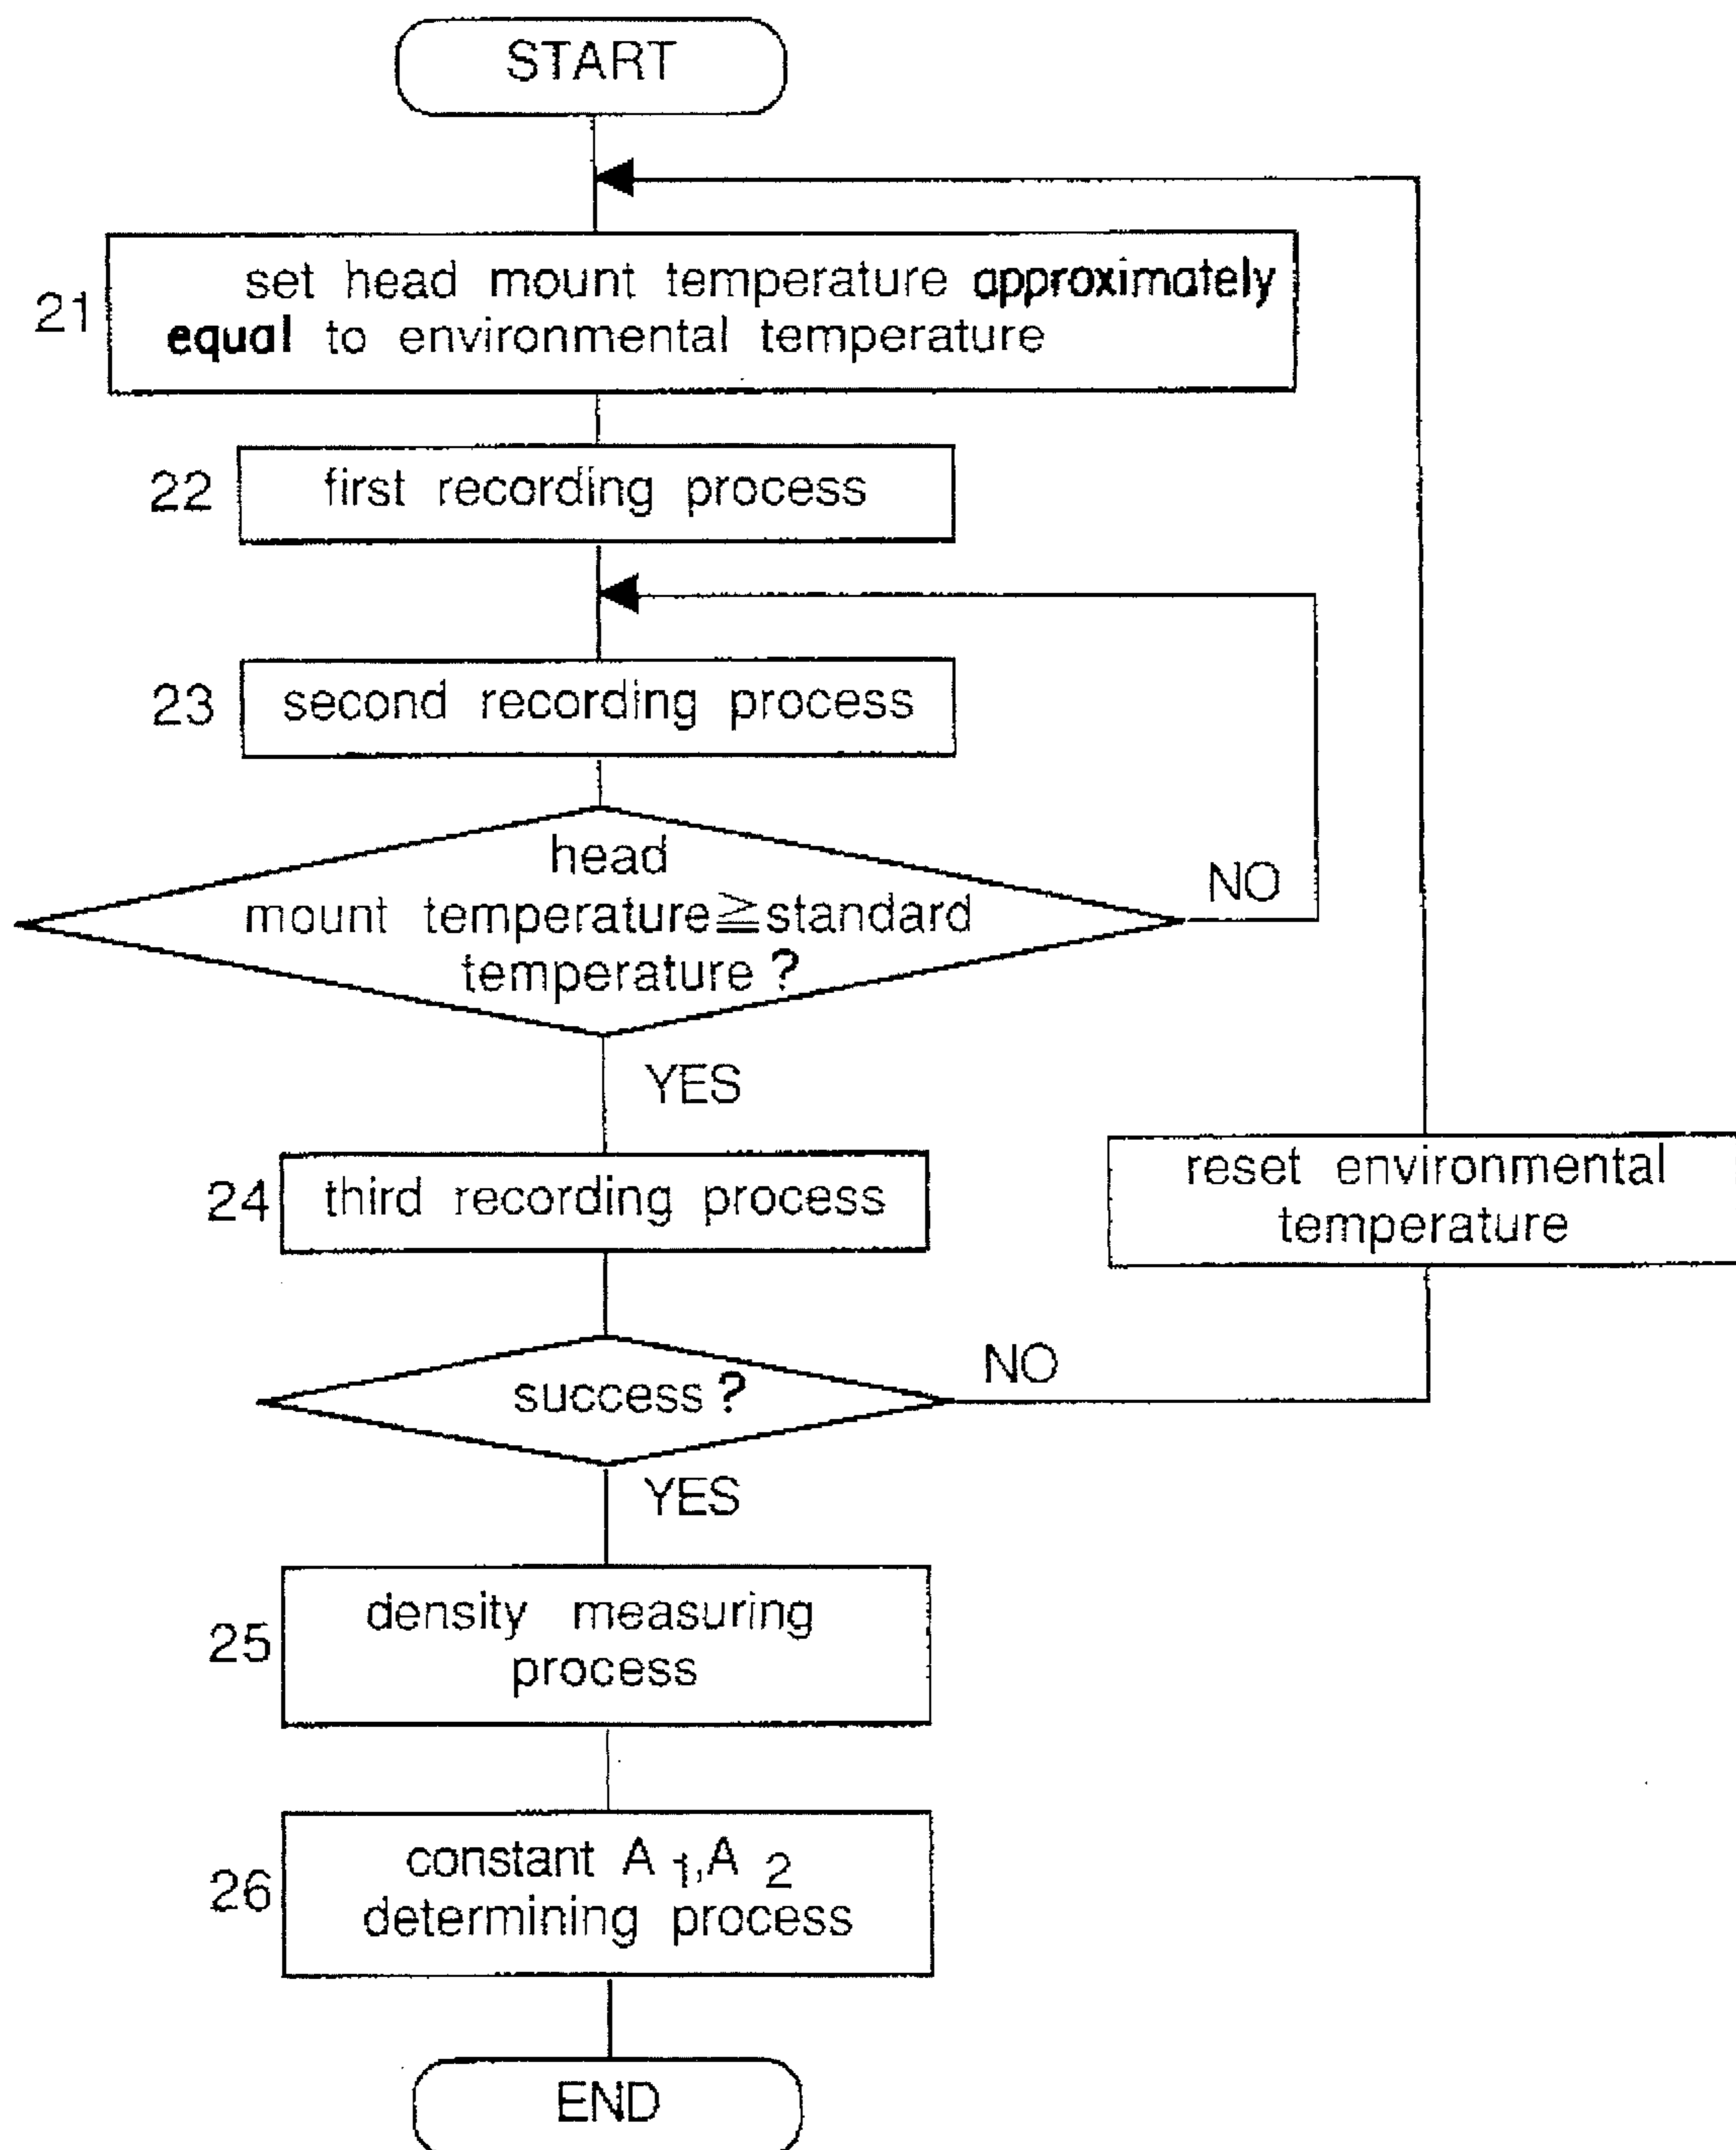 START
set head mount temperature approximately
equal to environmental temperature
21
first recording process
22
second recording process
23
head
mount temperature≧standard
temperature?
NO
YES
third recording process
24
reset environmental
temperature
success?
NO
YES
density measuring
process
25
constant A 1,A 2
determining process
26
END